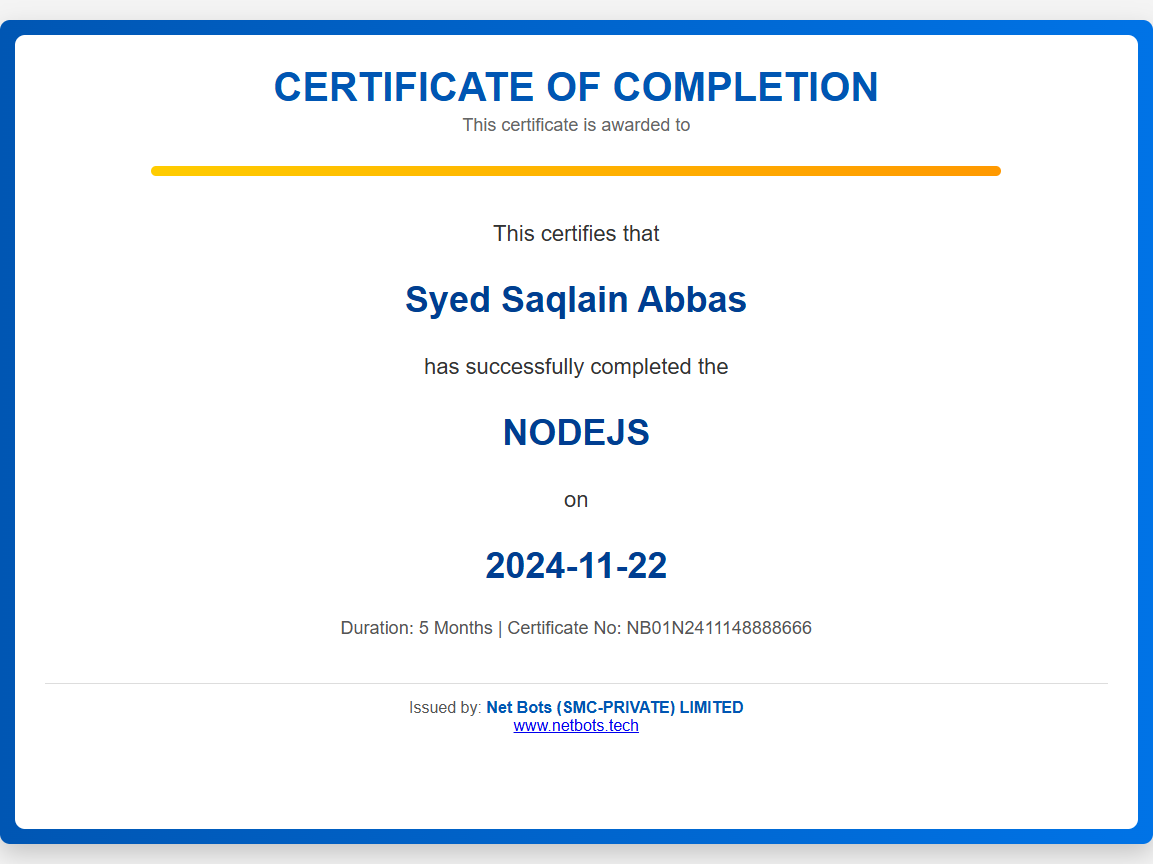 CERTIFICATE OF COMPLETION
This certificate is awarded to
This certifies that
Syed Saqlain Abbas
has successfully completed the
NODEJS
on
2024-11-22
Duration: 5 Months | Certificate No: NB01N2411148888666
Issued by: Net Bots (SMC-PRIVATE) LIMITED
www.netbots.tech